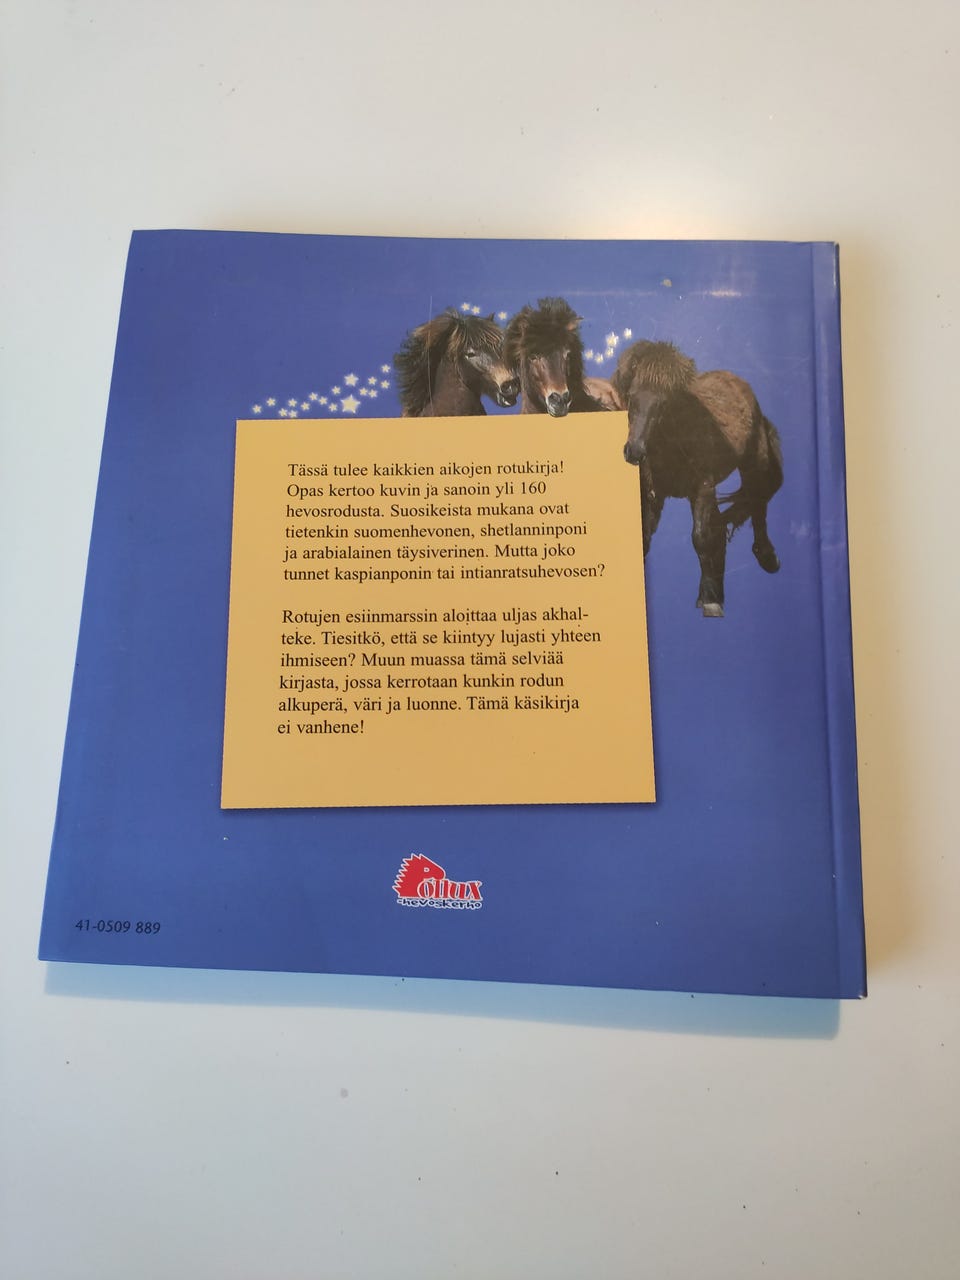 Tässä tulee kaikkien aikojen rotukirja!
Opas kertoo kuvin ja sanoin yli 160
hevosrodusta. Suosikeista mukana ovat
tietenkin suomenhevonen, shetlanninponi
ja arabialainen täysiverinen. Mutta joko
tunnet kaspianponin tai intianratsuhevosen?
Rotujen esiinmarssin aloittaa uljas akhal-
teke. Tiesitkö, että se kiintyy lujasti yhteen
ihmiseen? Muun muassa tämä selviää
kirjasta, jossa kerrotaan kunkin rodun
alkuperä, väri ja luonne. Tämä käsikirja
ei vanhene!
Pollux
-hevoskerho
41-0509 889